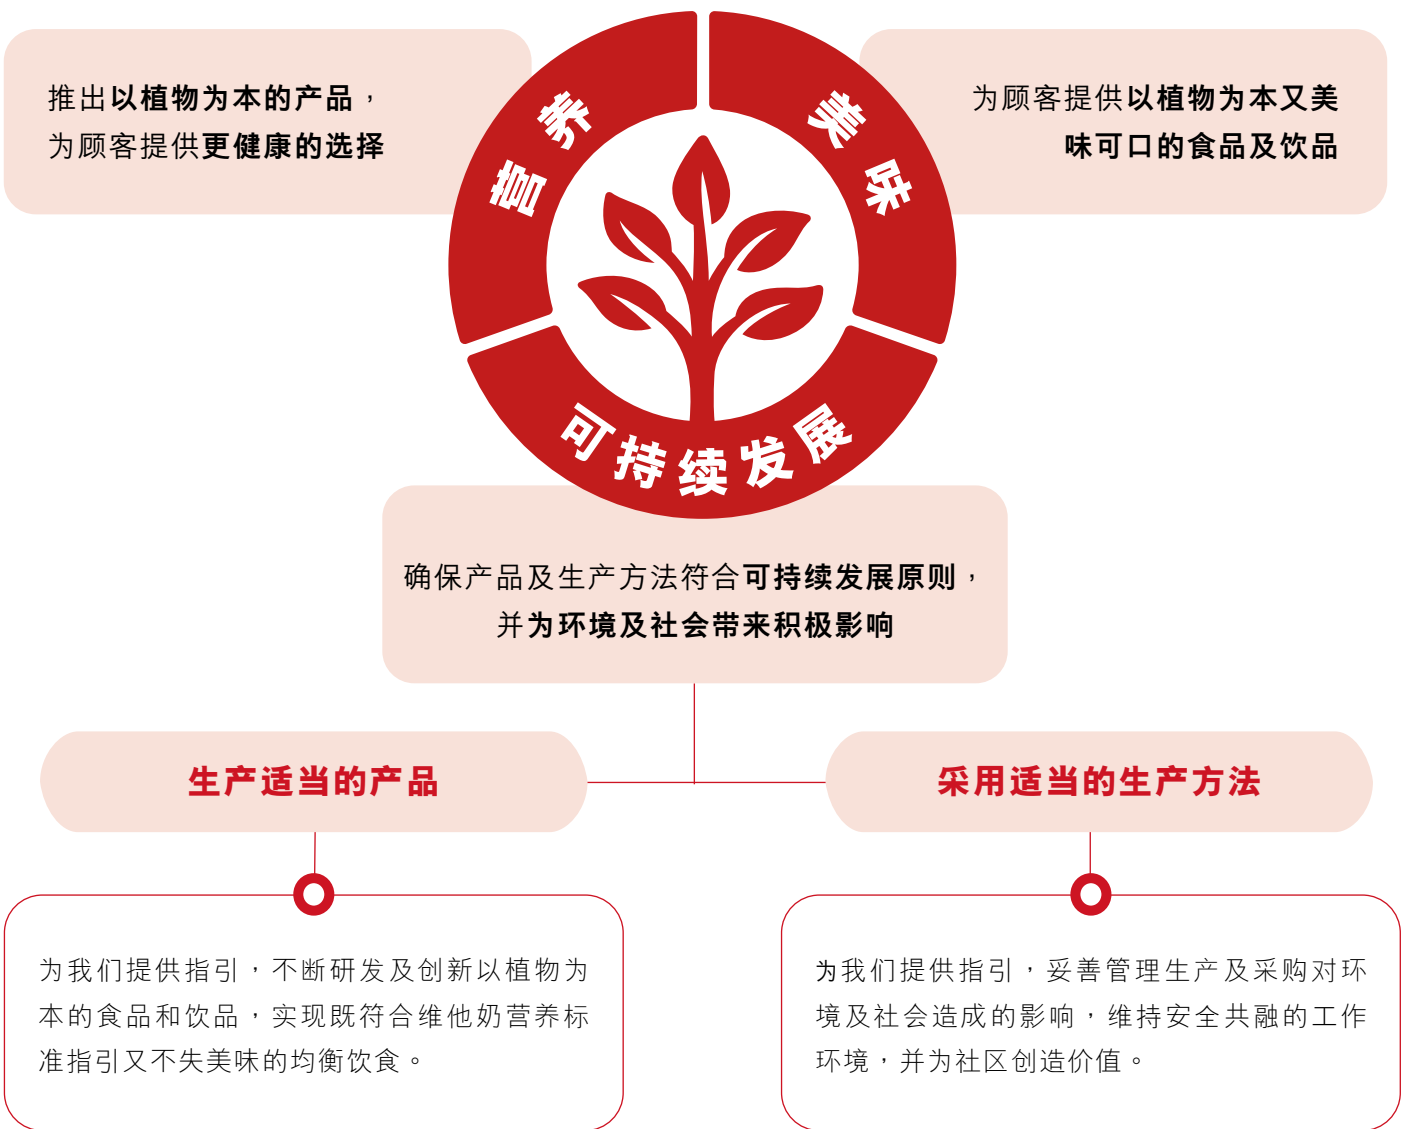 推出以植物为本的产品，
为顾客提供更健康的选择
营养
美味
为顾客提供以植物为本又美
味可口的食品及饮品
可持续发展
确保产品及生产方法符合可持续发展原则，
并为环境及社会带来积极影响
生产适当的产品
采用适当的生产方法
为我们提供指引，不断研发及创新以植物为
本的食品和饮品，实现既符合维他奶营养标
准指引又不失美味的均衡饮食。
为我们提供指引，妥善管理生产及采购对环
境及社会造成的影响，维持安全共融的工作
环境，并为社区创造价值。